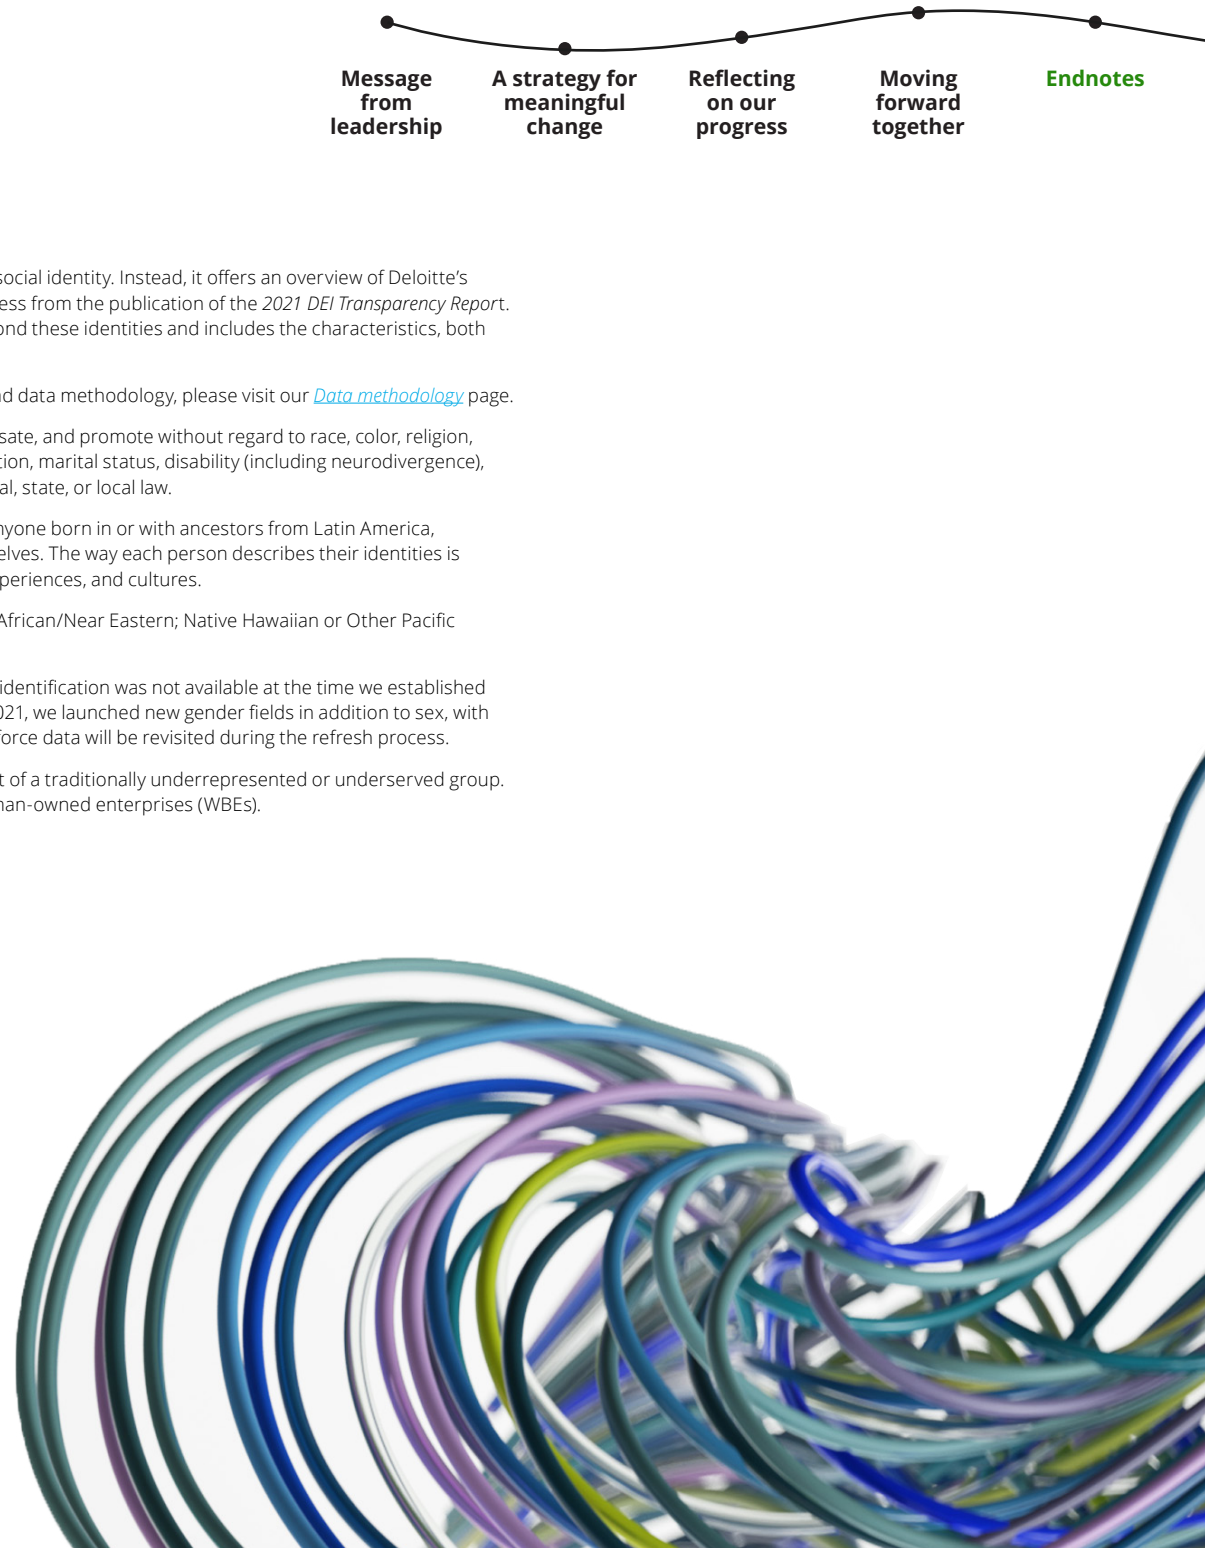 Message
from
leadership
A strategy for
meaningful
change
Reflecting
on our
progress
Moving
forward
together
Endnotes
social identity. Instead, it offers an overview of Deloitte’s
ess from the publication of the 2021 DEI Transparency Report.
ond these identities and includes the characteristics, both
nd data methodology, please visit our Data methodology page.
sate, and promote without regard to race, color, religion,
tion, marital status, disability (including neurodivergence),
al, state, or local law.
nyone born in or with ancestors from Latin America,
elves. The way each person describes their identities is
periences, and cultures.
African/Near Eastern; Native Hawaiian or Other Pacific
identification was not available at the time we established
021, we launched new gender fields in addition to sex, with
force data will be revisited during the refresh process.
t of a traditionally underrepresented or underserved group.
man-owned enterprises (WBEs).